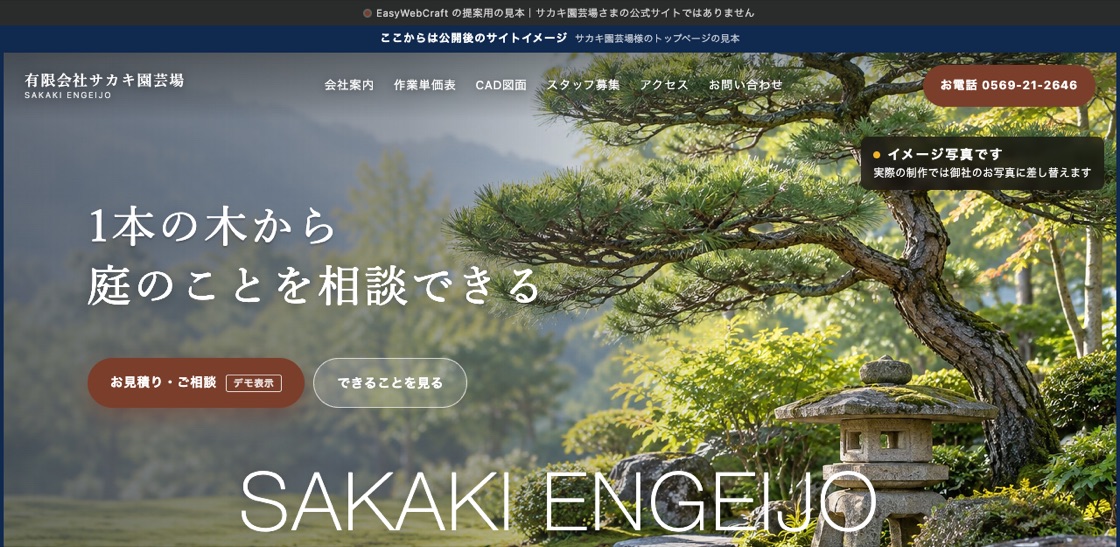 EasyWebCraft の提案用の見本｜サカキ園芸場さまの公式サイトではありません
ここからは公開後のサイトイメージ サカキ園芸場様のトップページの見本
有限会社サカキ園芸場
SAKAKI ENGEIJO
会社案内 作業単価表 CAD図面 スタッフ募集 アクセス お問い合わせ
お電話 0569-21-2646
イメージ写真です
実際の制作では御社のお写真に差し替えます
1本の木から
庭のことを相談できる
お見積り・ご相談 デモ表示
できることを見る
SAKAKI ENGEIJO